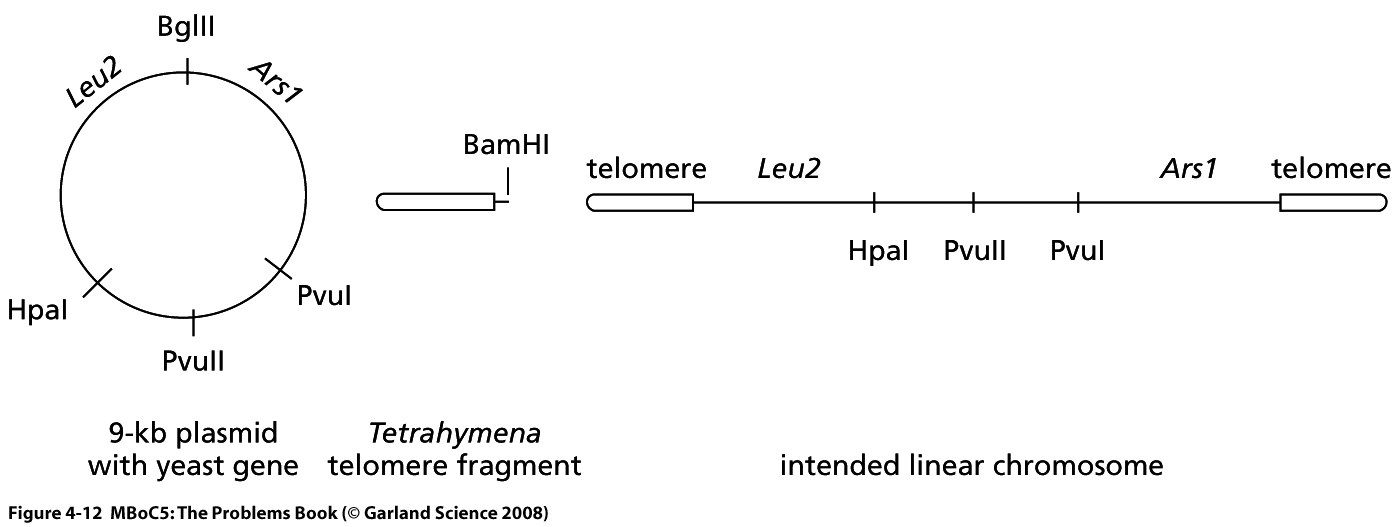 BglII
Leu2
Ars1
HpaI
PvuII
PvuI
9-kb plasmid
with yeast gene
BamHI
Tetrahymena
telomere fragment
telomere
Leu2
Ars1
telomere
HpaI
PvuII
PvuI
intended linear chromosome
Figure 4-12 MBoC5: The Problems Book (© Garland Science 2008)